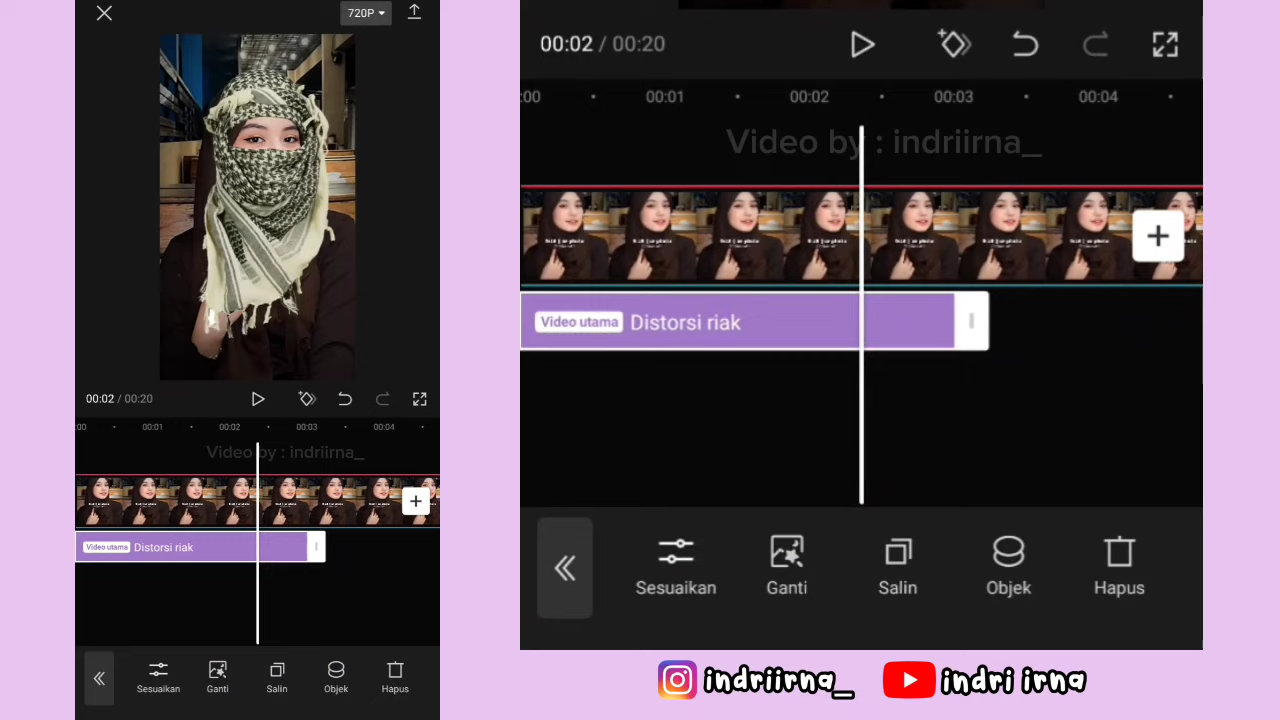 720P
00:02 / 00:20
:00 00:01 00:02 00:03 00:04
Video by : indriirna_
Video utama Distorsi riak
Sesuaikan Ganti Salin Objek Hapus
00:02 / 00:20
:00 00:01 00:02 00:03 00:04
Video by : indriirna_
Video utama Distorsi riak
Sesuaikan Ganti Salin Objek Hapus
indriirna_ indri irna